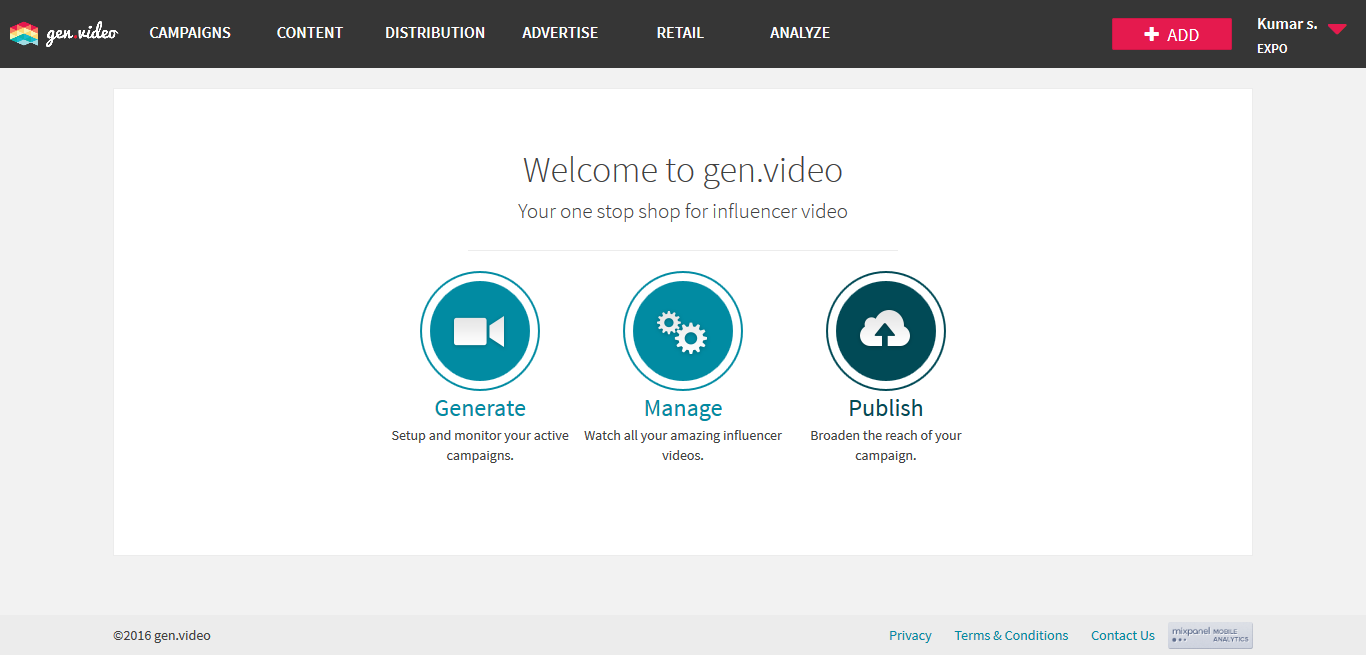 gen.video
CAMPAIGNS
CONTENT
DISTRIBUTION
ADVERTISE
RETAIL
ANALYZE
ADD
Kumar s.
EXPO
Welcome to gen.video
Your one stop shop for influencer video
Generate
Setup and monitor your active
campaigns.
Manage
Watch all your amazing influencer
videos.
Publish
Broaden the reach of your
campaign.
©2016 gen.video
Privacy
Terms & Conditions
Contact Us
mixpanel MOBILE
ANALYTICS